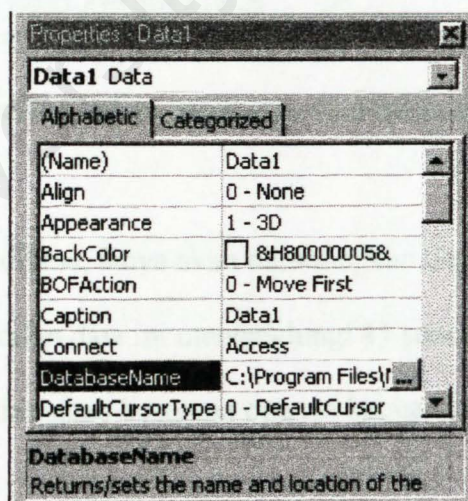 Properties - Data1
Data1 Data
Alphabetic Categorized
(Name) Data1
Align 0 - None
Appearance 1 - 3D
BackColor &H80000005&
BOFAction 0 - Move First
Caption Data1
Connect Access
DatabaseName C:\Program Files\ ...
DefaultCursorType 0 - DefaultCursor
DatabaseName
Returns/sets the name and location of the